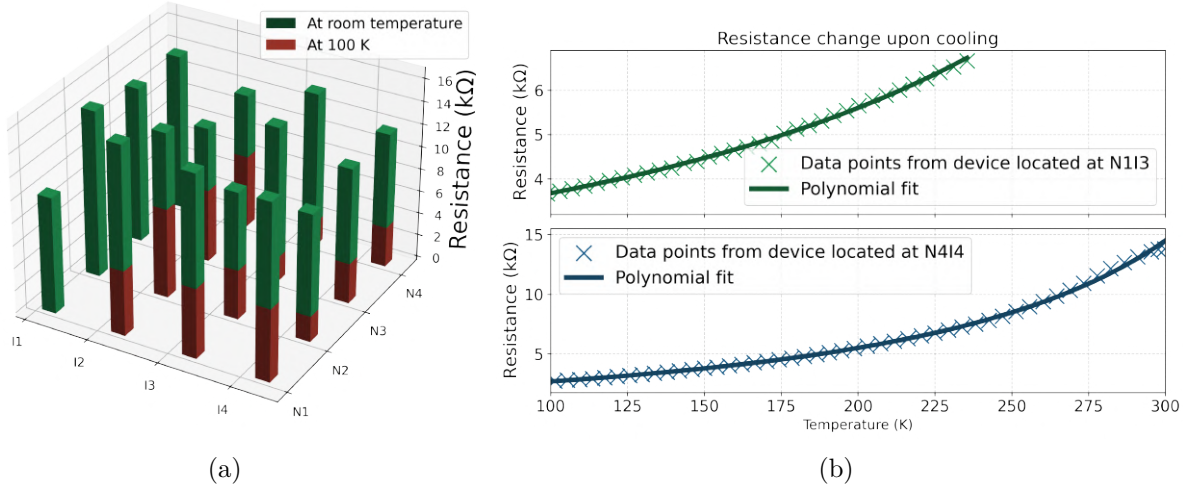 At room temperature
At 100 K
16
14
12
10
8
6
4
2
0
Resistance (kΩ)
I1
I2
I3
I4
N1
N2
N3
N4
(a)
Resistance change upon cooling
Resistance (kΩ)
6
5
4
Data points from device located at N1I3
Polynomial fit
Resistance (kΩ)
15
10
5
Data points from device located at N4I4
Polynomial fit
100 125 150 175 200 225 250 275 300
Temperature (K)
(b)